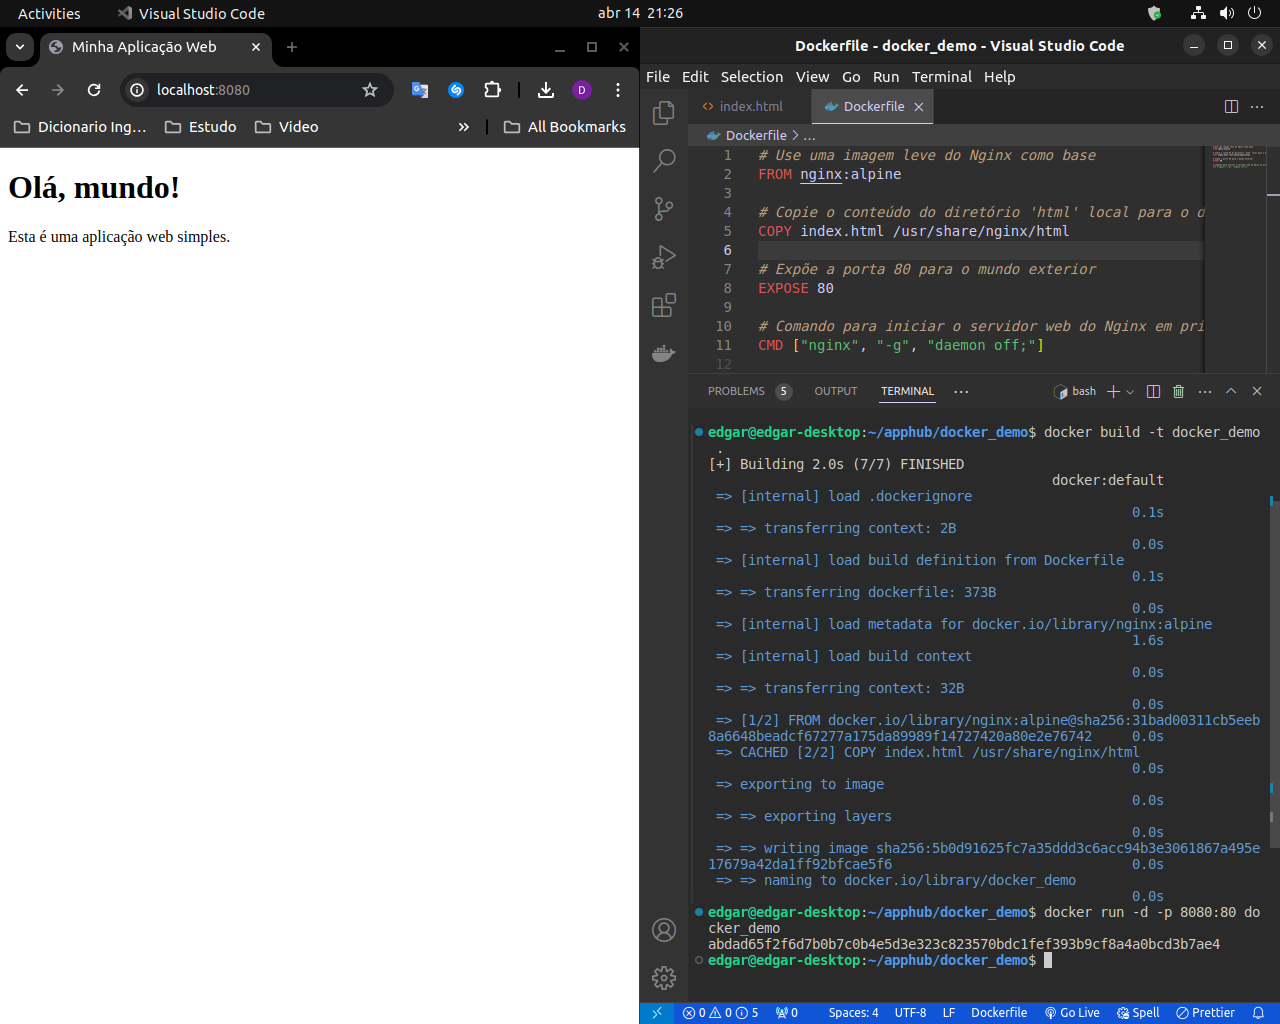 Activities
Visual Studio Code
abr 14 21:26
Minha Aplicação Web
localhost:8080
D
Dicionario Ing...
Estudo
Video
All Bookmarks
Olá, mundo!
Esta é uma aplicação web simples.
Dockerfile - docker_demo - Visual Studio Code
File Edit Selection View Go Run Terminal Help
index.html
Dockerfile
Dockerfile > ...
1 # Use uma imagem leve do Nginx como base
2 FROM nginx:alpine
3
4 # Copie o conteúdo do diretório 'html' local para o d
5 COPY index.html /usr/share/nginx/html
6
7 # Expõe a porta 80 para o mundo exterior
8 EXPOSE 80
9
10 # Comando para iniciar o servidor web do Nginx em pri
11 CMD ["nginx", "-g", "daemon off;"]
12
PROBLEMS 5 OUTPUT TERMINAL ... bash
edgar@edgar-desktop:~/apphub/docker_demo$ docker build -t docker_demo
.
[+] Building 2.0s (7/7) FINISHED
docker:default
=> [internal] load .dockerignore
0.1s
=> => transferring context: 2B
0.0s
=> [internal] load build definition from Dockerfile
0.1s
=> => transferring dockerfile: 373B
0.0s
=> [internal] load metadata for docker.io/library/nginx:alpine
1.6s
=> [internal] load build context
0.0s
=> => transferring context: 32B
0.0s
=> [1/2] FROM docker.io/library/nginx:alpine@sha256:31bad00311cb5eeb
8a6648beadcf67277a175da89989f14727420a80e2e76742 0.0s
=> CACHED [2/2] COPY index.html /usr/share/nginx/html
0.0s
=> exporting to image
0.0s
=> => exporting layers
0.0s
=> => writing image sha256:5b0d91625fc7a35ddd3c6acc94b3e3061867a495e
17679a42da1ff92bfcae5f6 0.0s
=> => naming to docker.io/library/docker_demo
0.0s
edgar@edgar-desktop:~/apphub/docker_demo$ docker run -d -p 8080:80 do
cker_demo
abdad65f2f6d7b0b7c0b4e5d3e323c823570bdc1fef393b9cf8a4a0bcd3b7ae4
edgar@edgar-desktop:~/apphub/docker_demo$
0 0 5 0 Spaces: 4 UTF-8 LF Dockerfile Go Live Spell Prettier